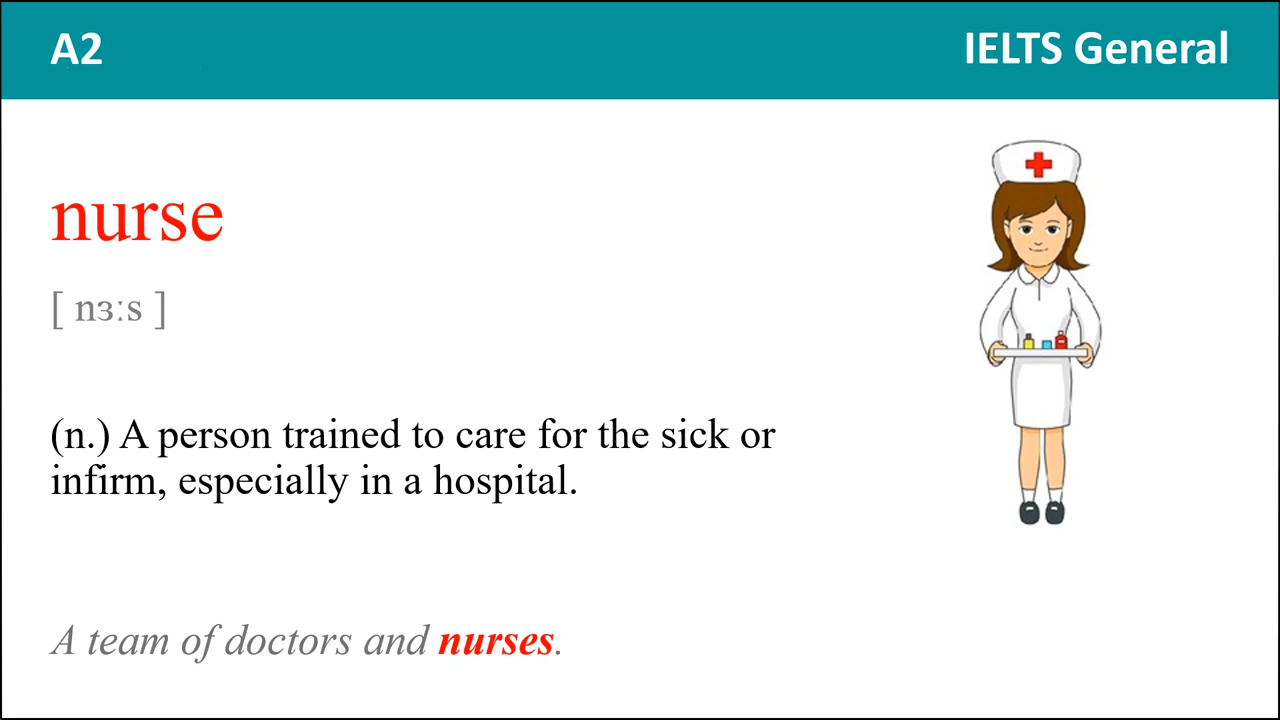 A2
IELTS General
nurse
[ nɜːs ]
(n.) A person trained to care for the sick or
infirm, especially in a hospital.
A team of doctors and nurses.